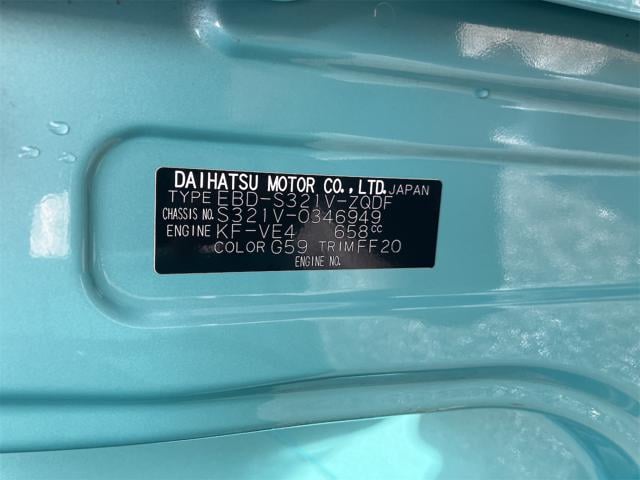 DAIHATSU MOTOR CO.,LTD.JAPAN
TYPE EBD-S321V-ZQDF
CHASSIS NO. S321V-0346949
ENGINE KF-VE4 658CC
COLOR G59 TRIM FF20
ENGINE NO.